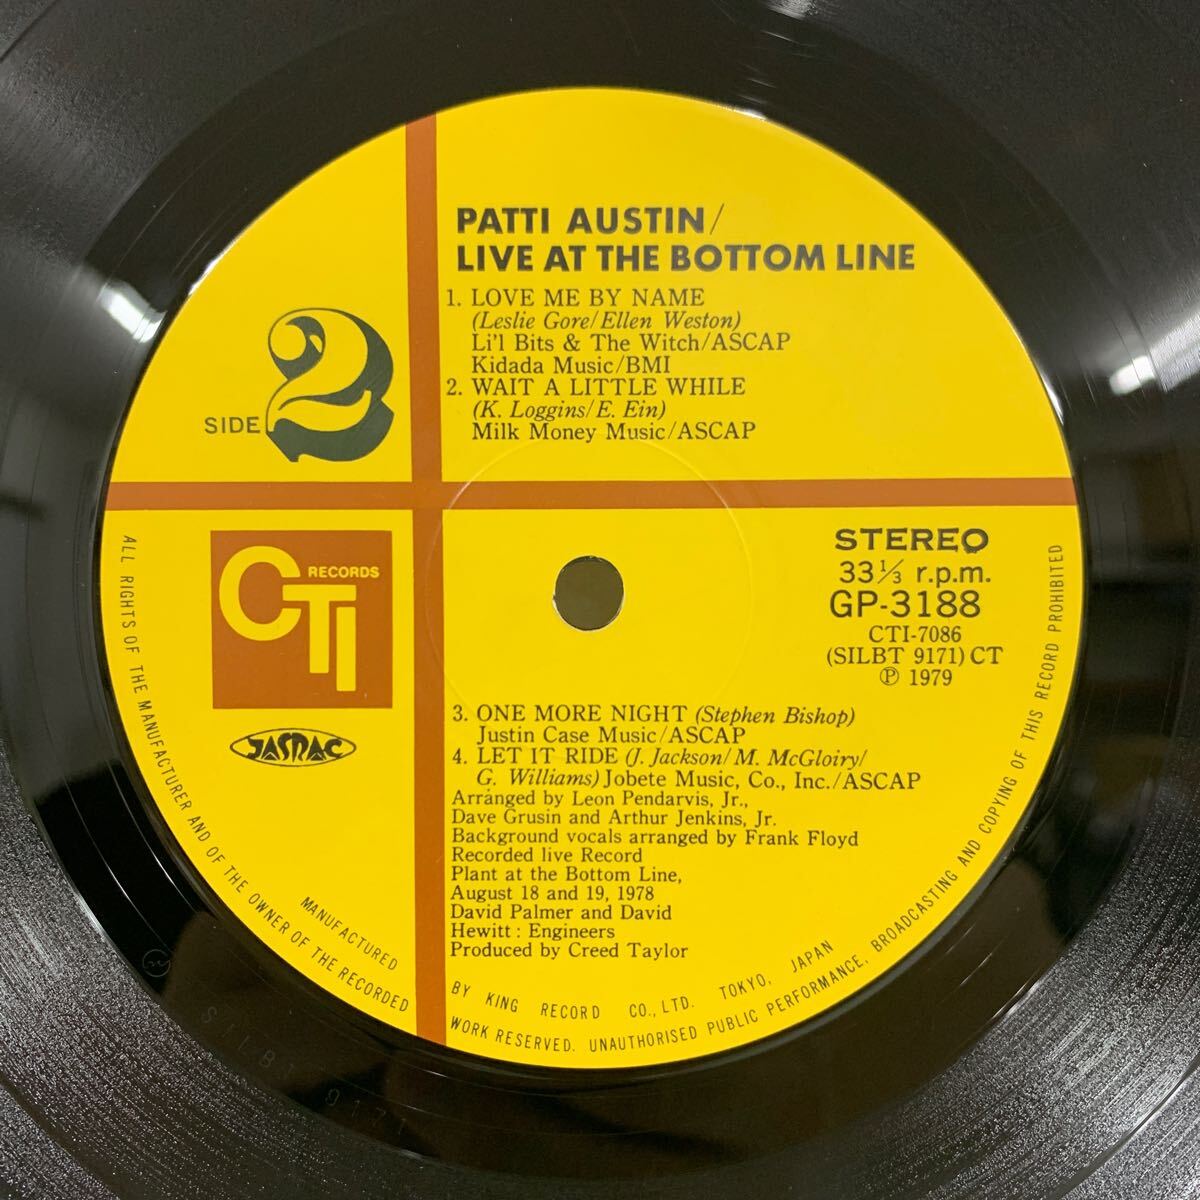 PATTI AUSTIN/
LIVE AT THE BOTTOM LINE
1. LOVE ME BY NAME
(Leslie Gore/Ellen Weston)
Li'l Bits & The Witch/ASCAP
Kidada Music/BMI
2. WAIT A LITTLE WHILE
(K. Loggins/E. Ein)
Milk Money Music/ASCAP
SIDE 2
CTI RECORDS
JASRAC
STEREO
33 1/3 r.p.m.
GP-3188
CTI-7086
(SILBT 9171) CT
Ⓟ 1979
3. ONE MORE NIGHT (Stephen Bishop)
Justin Case Music/ASCAP
4. LET IT RIDE (J. Jackson/M. McGloiry/
G. Williams) Jobete Music, Co., Inc./ASCAP
Arranged by Leon Pendarvis, Jr.,
Dave Grusin and Arthur Jenkins, Jr.
Background vocals arranged by Frank Floyd
Recorded live Record
Plant at the Bottom Line,
August 18 and 19, 1978
David Palmer and David
Hewitt : Engineers
Produced by Creed Taylor
MANUFACTURED BY KING RECORD CO., LTD. TOKYO, JAPAN
ALL RIGHTS OF THE MANUFACTURER AND OF THE OWNER OF THE RECORDED WORK RESERVED. UNAUTHORISED PUBLIC PERFORMANCE, BROADCASTING AND COPYING OF THIS RECORD PROHIBITED
SILBT 9171